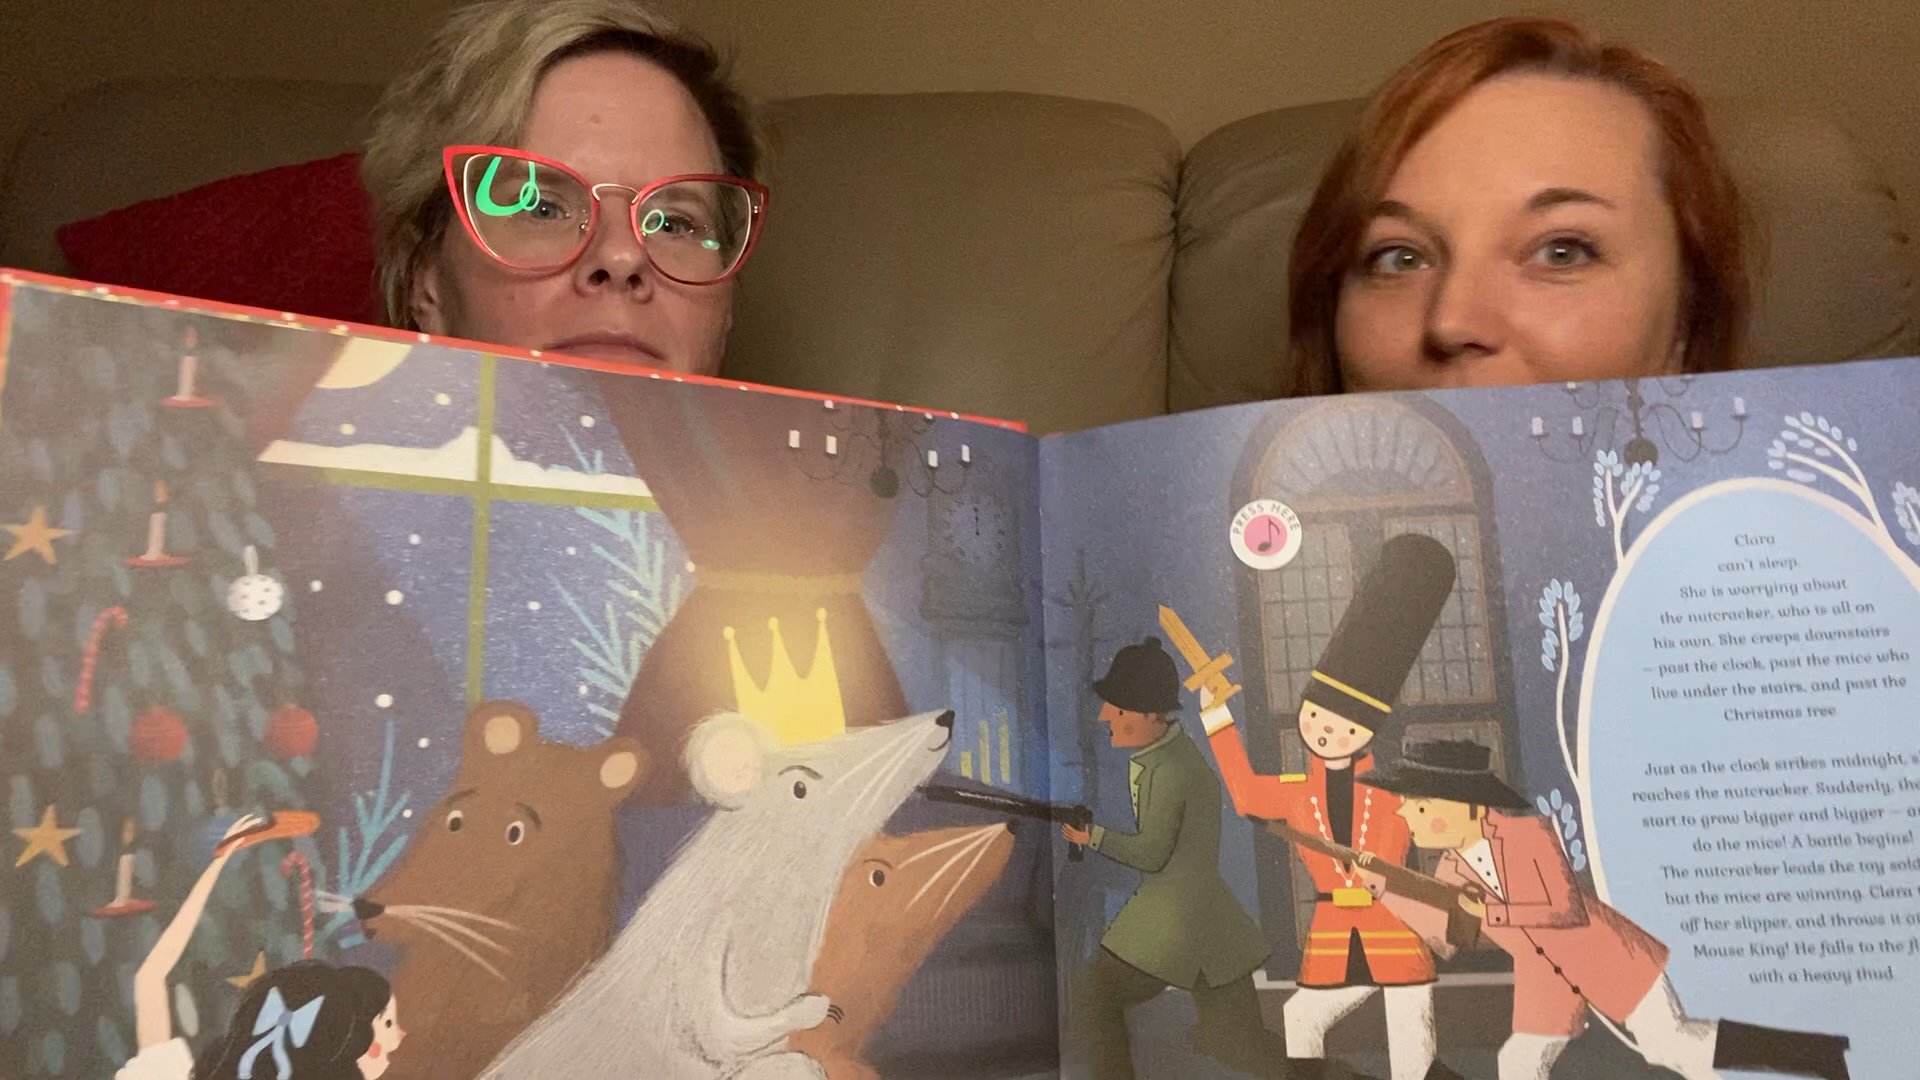 PRESS HERE
Clara
can't sleep.
She is worrying about
the nutcracker, who is all on
his own. She creeps downstairs
– past the clock, past the mice who
live under the stairs, and past the
Christmas tree.
Just as the clock strikes midnight, s
reaches the nutcracker. Suddenly, the
start to grow bigger and bigger – a
do the mice! A battle begins!
The nutcracker leads the toy sold
but the mice are winning. Clara
off her slipper, and throws it at
Mouse King! He falls to the fl
with a heavy thud.